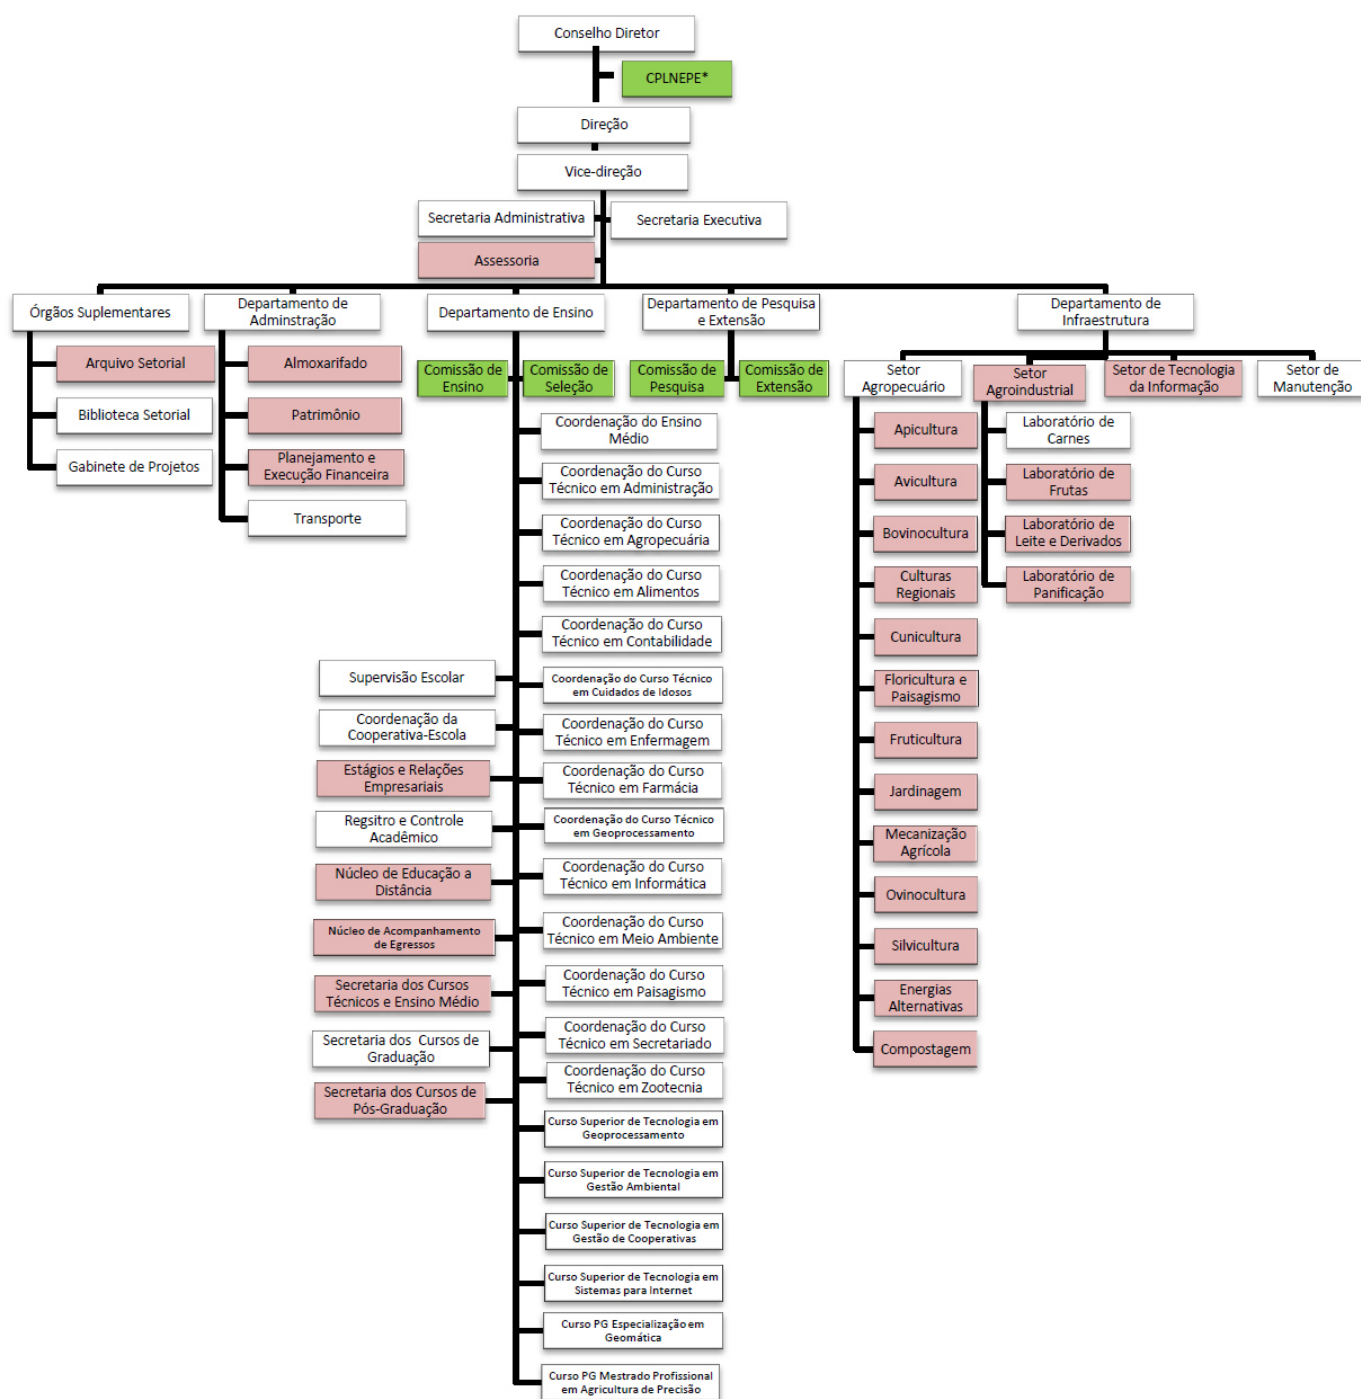 Conselho Diretor
CPLNEPE*
Direção
Vice-direção
Secretaria Administrativa
Secretaria Executiva
Assessoria
Órgãos Suplementares
Departamento de
Adminstração
Departamento de Ensino
Departamento de Pesquisa
e Extensão
Departamento de
Infraestrutura
Arquivo Setorial
Biblioteca Setorial
Gabinete de Projetos
Almoxarifado
Patrimônio
Planejamento e
Execução Financeira
Transporte
Comissão de
Ensino
Comissão de
Seleção
Coordenação do Ensino
Médio
Coordenação do Curso
Técnico em Administração
Coordenação do Curso
Técnico em Agropecuária
Coordenação do Curso
Técnico em Alimentos
Coordenação do Curso
Técnico em Contabilidade
Coordenação do Curso Técnico
em Cuidados de Idosos
Coordenação do Curso
Técnico em Enfermagem
Coordenação do Curso
Técnico em Farmácia
Coordenação do Curso Técnico
em Geoprocessamento
Coordenação do Curso
Técnico em Informática
Coordenação do Curso
Técnico em Meio Ambiente
Coordenação do Curso
Técnico em Paisagismo
Coordenação do Curso
Técnico em Secretariado
Coordenação do Curso
Técnico em Zootecnia
Curso Superior de Tecnologia em
Geoprocessamento
Curso Superior de Tecnologia em
Gestão Ambiental
Curso Superior de Tecnologia em
Gestão de Cooperativas
Curso Superior de Tecnologia em
Sistemas para Internet
Curso PG Especialização em
Geomática
Curso PG Mestrado Profissional
em Agricultura de Precisão
Supervisão Escolar
Coordenação da
Cooperativa-Escola
Estágios e Relações
Empresariais
Regsitro e Controle
Acadêmico
Núcleo de Educação a
Distância
Núcleo de Acompanhamento
de Egressos
Secretaria dos Cursos
Técnicos e Ensino Médio
Secretaria dos Cursos de
Graduação
Secretaria dos Cursos de
Pós-Graduação
Comissão de
Pesquisa
Comissão de
Extensão
Setor
Agropecuário
Setor
Agroindustrial
Setor de Tecnologia
da Informação
Setor de
Manutenção
Apicultura
Avicultura
Bovinocultura
Culturas
Regionais
Cunicultura
Floricultura e
Paisagismo
Fruticultura
Jardinagem
Mecanização
Agrícola
Ovinocultura
Silvicultura
Energias
Alternativas
Compostagem
Laboratório de
Carnes
Laboratório de
Frutas
Laboratório de
Leite e Derivados
Laboratório de
Panificação